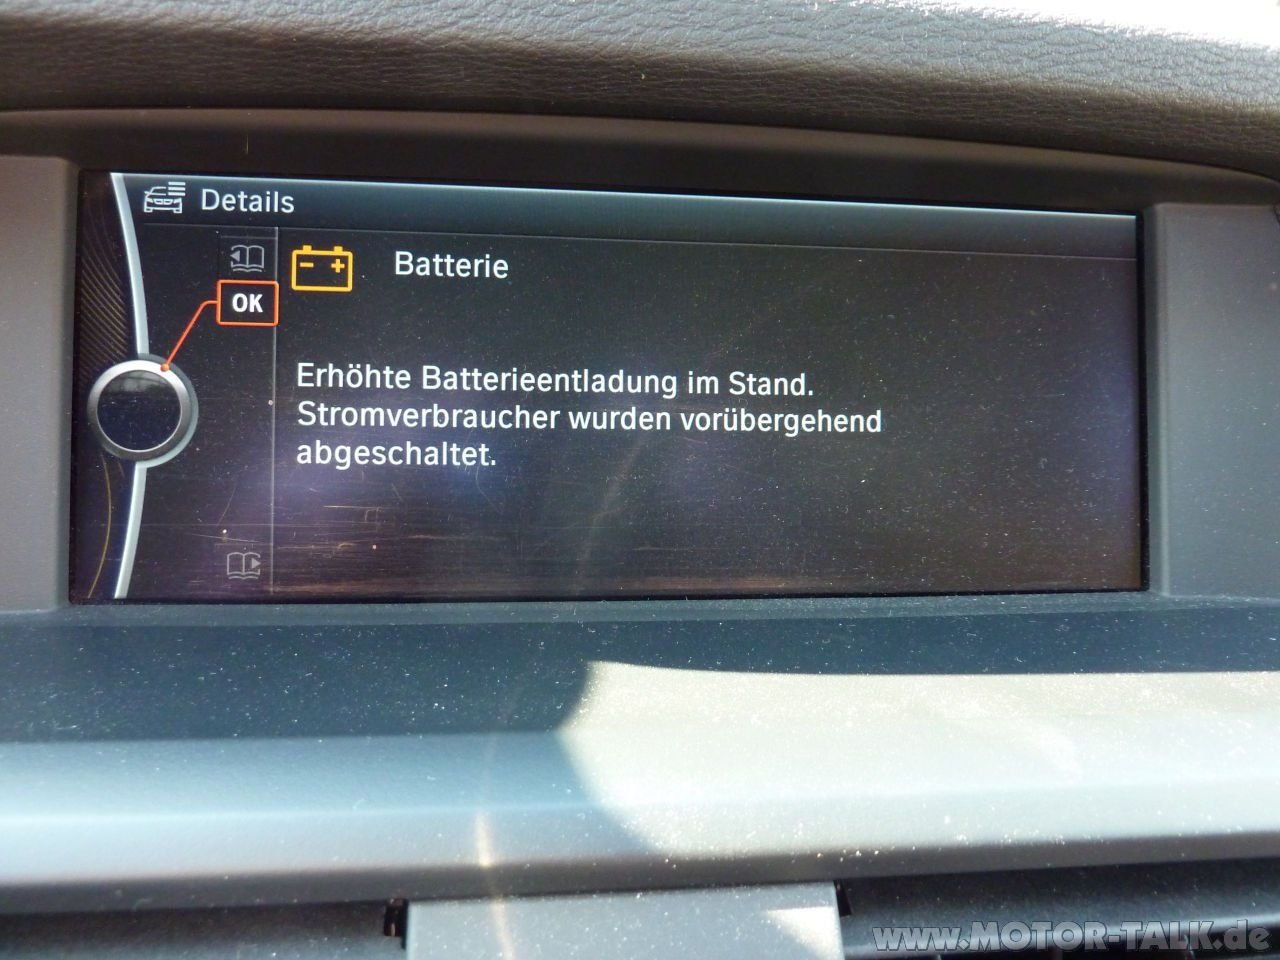 Details
Batterie
OK
Erhöhte Batterieentladung im Stand.
Stromverbraucher wurden vorübergehend
abgeschaltet.
www.MOTOR-TALK.de